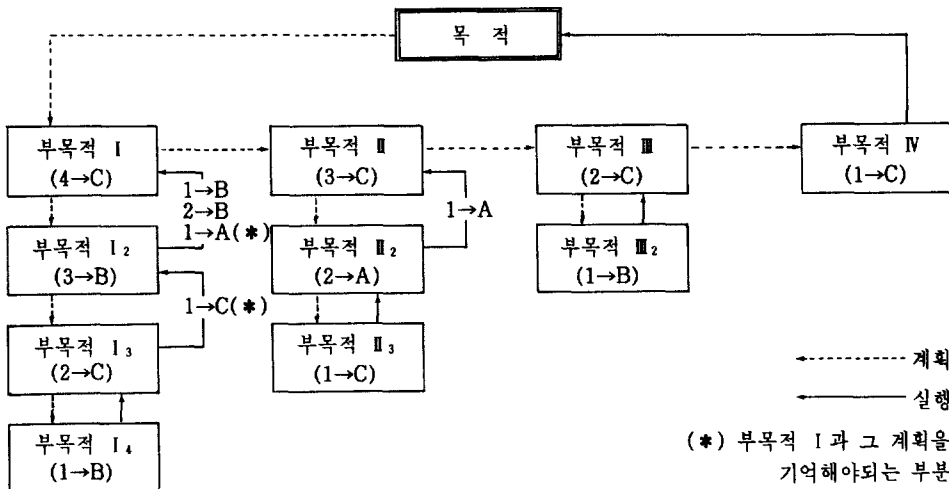 목 적
부목적 Ⅰ
(4→C)
부목적 Ⅱ
(3→C)
부목적 Ⅲ
(2→C)
부목적 Ⅳ
(1→C)
1→B
2→B
1→A(*)
1→A
부목적 Ⅰ₂
(3→B)
부목적 Ⅱ₂
(2→A)
부목적 Ⅲ₂
(1→B)
1→C(*)
부목적 Ⅰ₃
(2→C)
부목적 Ⅱ₃
(1→C)
부목적 Ⅰ₄
(1→B)
계획
실행
(*) 부목적 Ⅰ과 그 계획을
기억해야되는 부분